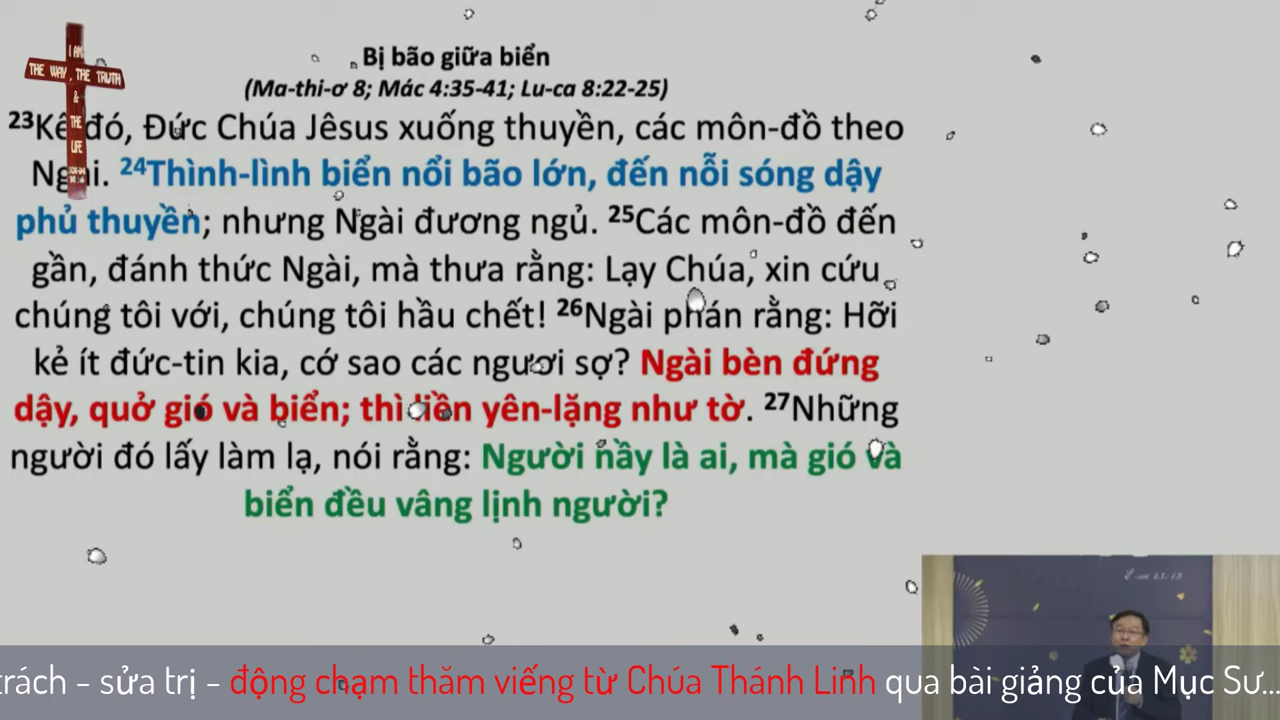 Bị bão giữa biển
(Ma-thi-ơ 8; Mác 4:35-41; Lu-ca 8:22-25)
I AM
THE WAY, THE TRUTH
&
THE
LIFE
23Kế đó, Đức Chúa Jêsus xuống thuyền, các môn-đồ theo
Ngài. 24Thình-lình biển nổi bão lớn, đến nỗi sóng dậy
phủ thuyền; nhưng Ngài đương ngủ. 25Các môn-đồ đến
gần, đánh thức Ngài, mà thưa rằng: Lạy Chúa, xin cứu
chúng tôi với, chúng tôi hầu chết! 26Ngài phán rằng: Hỡi
kẻ ít đức-tin kia, cớ sao các ngươi sợ? Ngài bèn đứng
dậy, quở gió và biển; thì liền yên-lặng như tờ. 27Những
người đó lấy làm lạ, nói rằng: Người nầy là ai, mà gió và
biển đều vâng lịnh người?
trách - sửa trị - động chạm thăm viếng từ Chúa Thánh Linh qua bài giảng của Mục Sư...